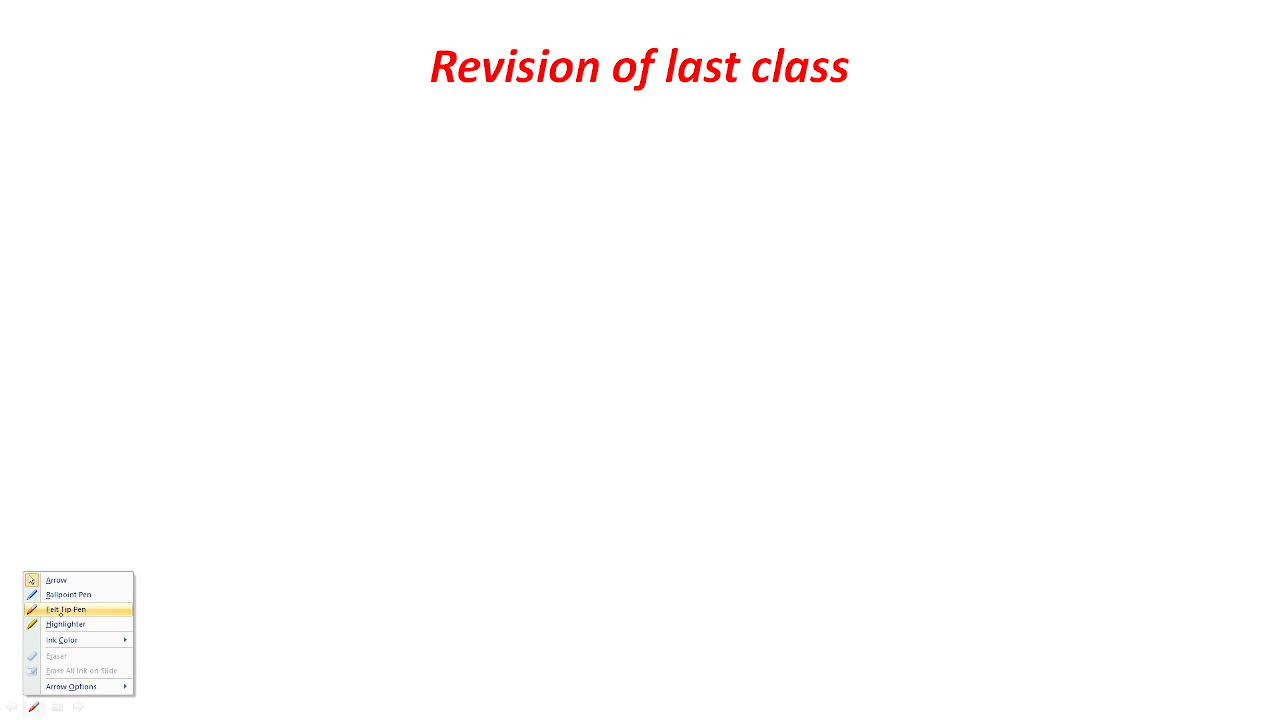 Revision of last class
Arrow
Ballpoint Pen
Felt Tip Pen
Highlighter
Ink Color
Eraser
Erase All Ink on Slide
Arrow Options